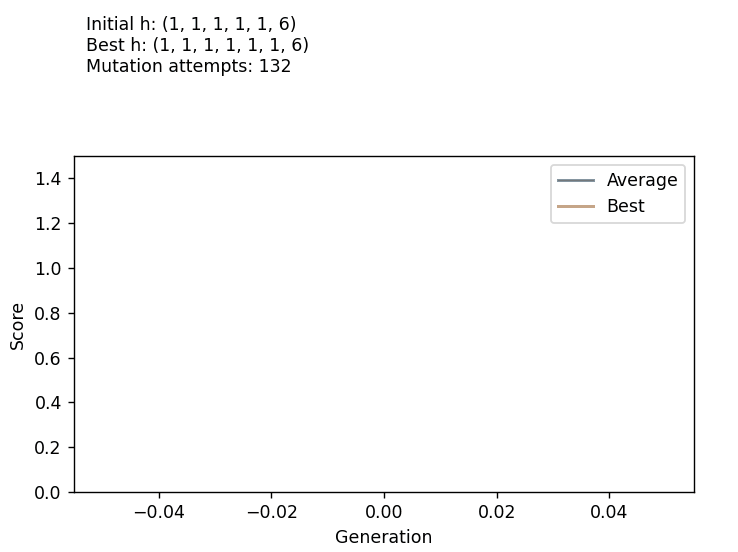 Initial h: (1, 1, 1, 1, 1, 6)
Best h: (1, 1, 1, 1, 1, 1, 6)
Mutation attempts: 132
Average
Best
1.4
1.2
1.0
0.8
0.6
0.4
0.2
0.0
Score
−0.04
−0.02
0.00
0.02
0.04
Generation